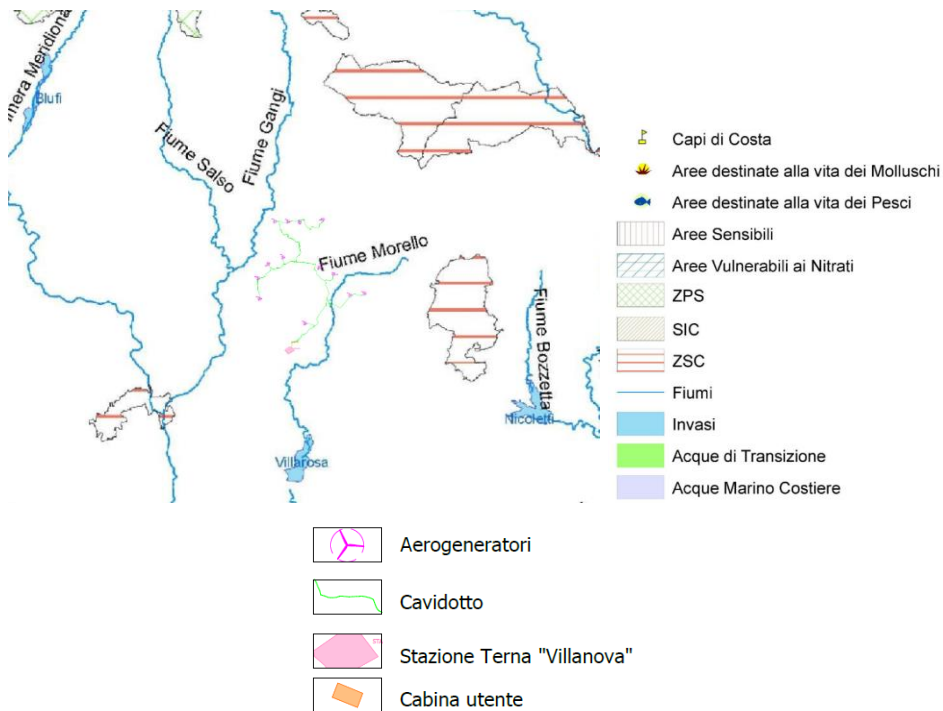 mera Meridiona
Blufi
Fiume Salso
Fiume Gangi
Fiume Morello
Fiume Bozzetta
Nicoletti
Villarosa
Capi di Costa
Aree destinate alla vita dei Molluschi
Aree destinate alla vita dei Pesci
Aree Sensibili
Aree Vulnerabili ai Nitrati
ZPS
SIC
ZSC
Fiumi
Invasi
Acque di Transizione
Acque Marino Costiere
Aerogeneratori
Cavidotto
Stazione Terna "Villanova"
Cabina utente